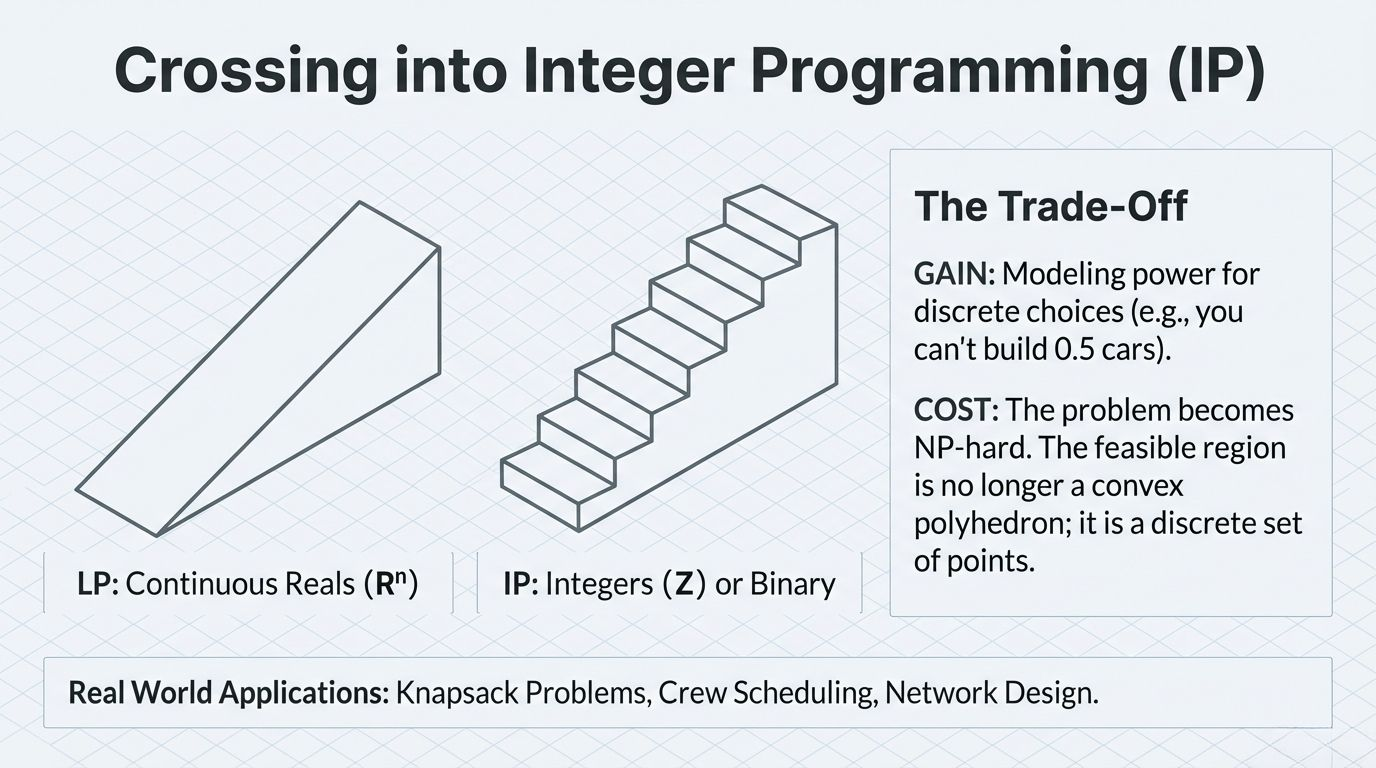 Crossing into Integer Programming (IP)
LP: Continuous Reals (Rⁿ)
IP: Integers (Z) or Binary
The Trade-Off
GAIN: Modeling power for
discrete choices (e.g., you
can't build 0.5 cars).
COST: The problem becomes
NP-hard. The feasible region
is no longer a convex
polyhedron; it is a discrete set
of points.
Real World Applications: Knapsack Problems, Crew Scheduling, Network Design.